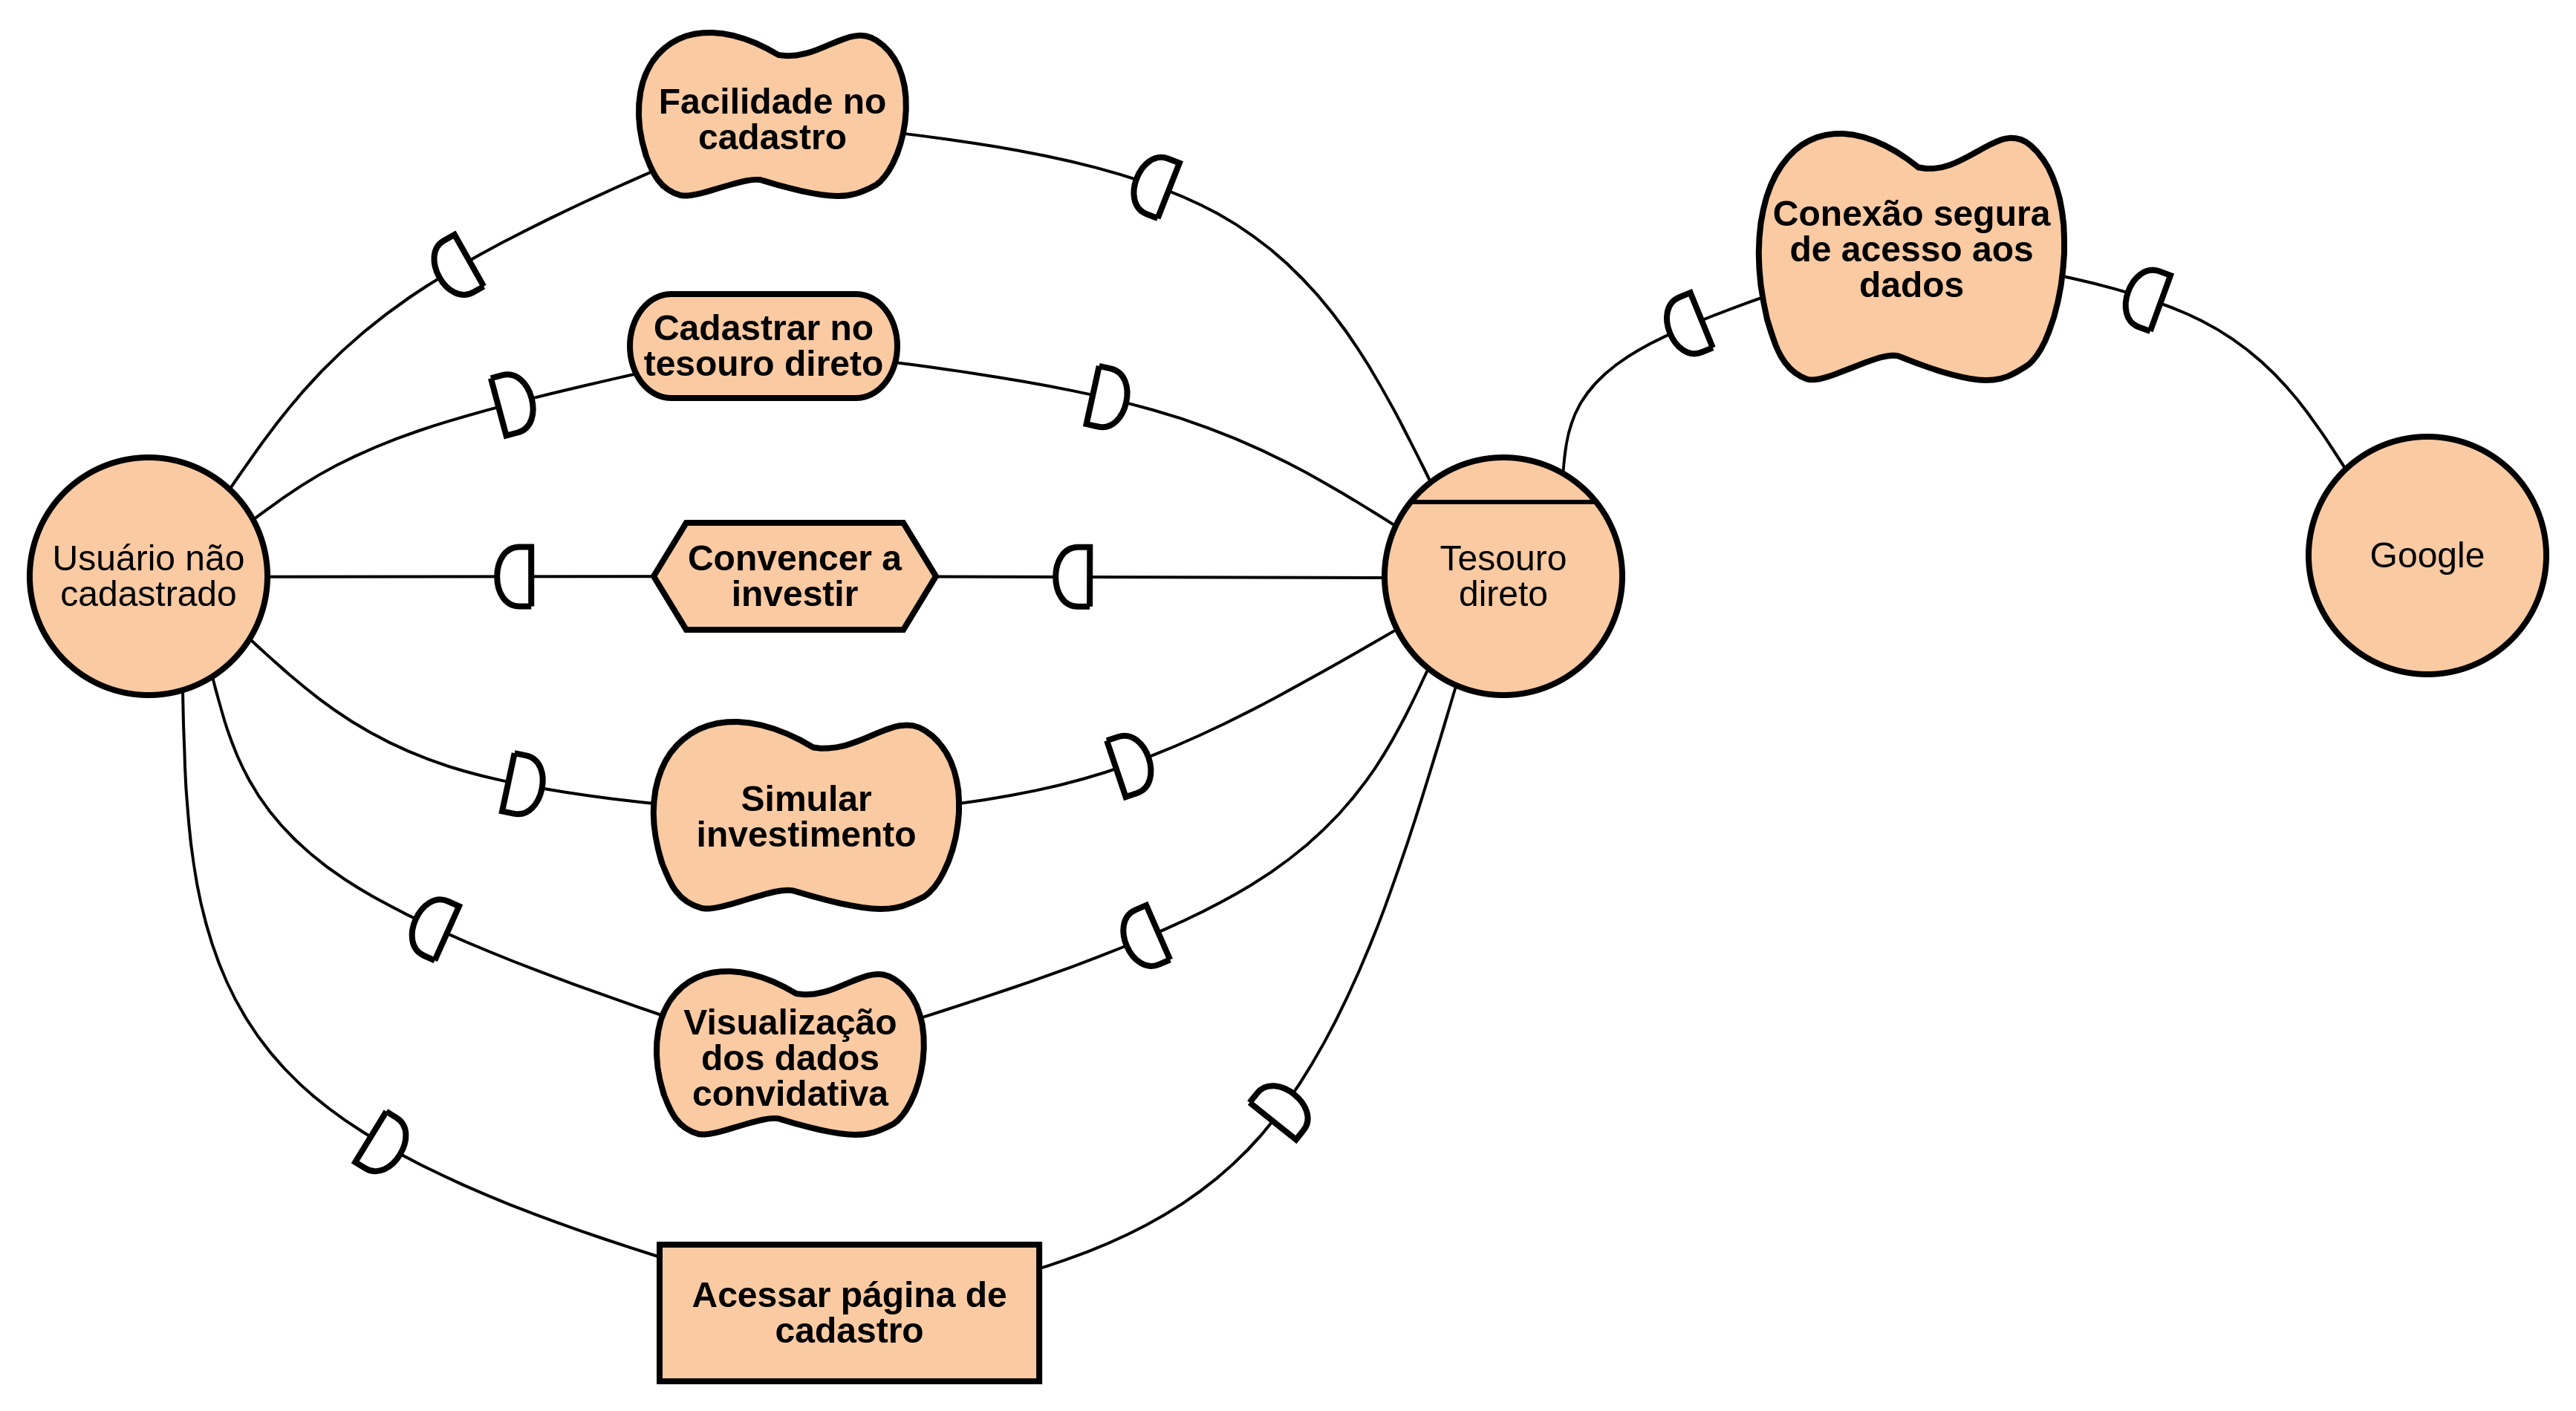 Facilidade no
cadastro
Conexão segura
de acesso aos
dados
Cadastrar no
tesouro direto
Usuário não
cadastrado
Convencer a
investir
Tesouro
direto
Google
Simular
investimento
Visualização
dos dados
convidativa
Acessar página de
cadastro